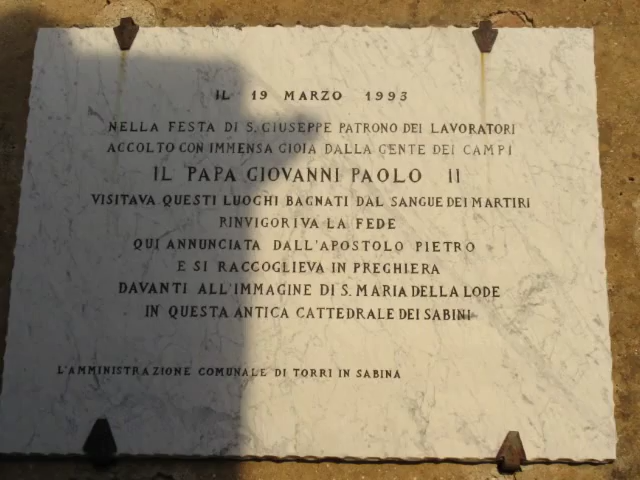 IL 19 MARZO 1993
NELLA FESTA DI S. GIUSEPPE PATRONO DEI LAVORATORI
ACCOLTO CON IMMENSA GIOIA DALLA GENTE DEI CAMPI
IL PAPA GIOVANNI PAOLO II
VISITAVA QUESTI LUOGHI BAGNATI DAL SANGUE DEI MARTIRI
RINVIGORIVA LA FEDE
QUI ANNUNCIATA DALL'APOSTOLO PIETRO
E SI RACCOGLIEVA IN PREGHIERA
DAVANTI ALL'IMMAGINE DI S. MARIA DELLA LODE
IN QUESTA ANTICA CATTEDRALE DEI SABINI
L'AMMINISTRAZIONE COMUNALE DI TORRI IN SABINA